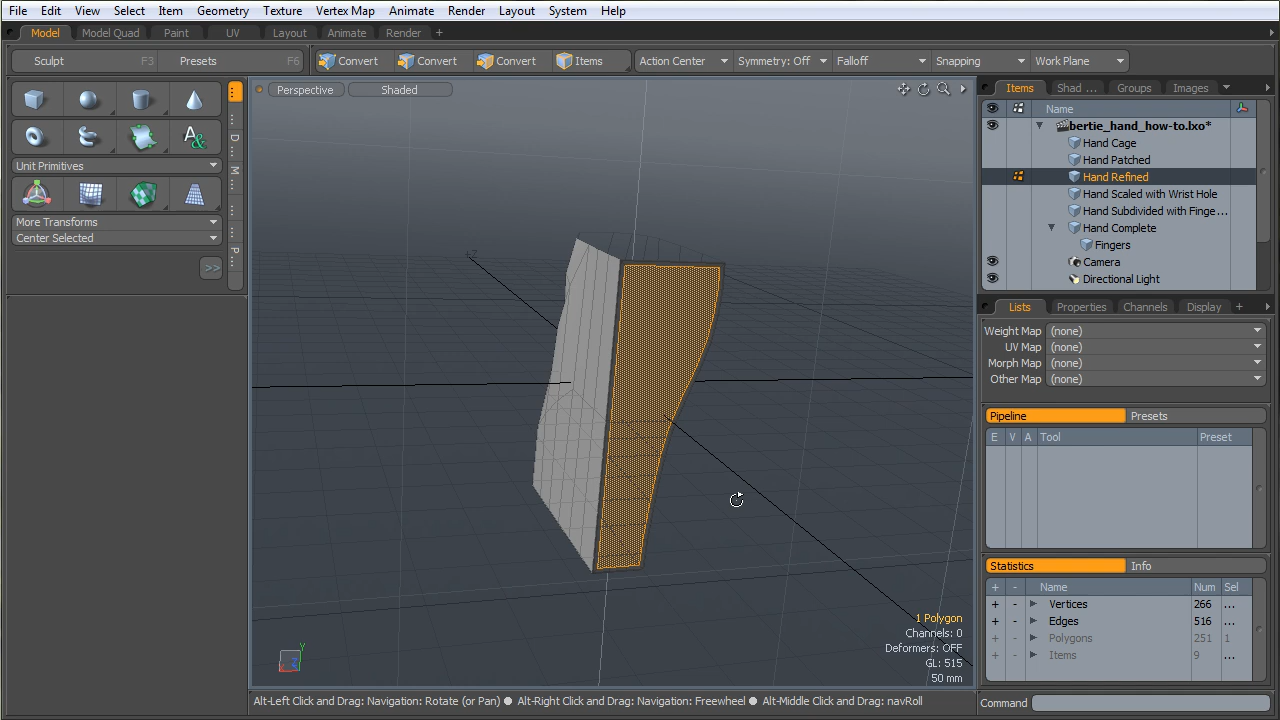 File Edit View Select Item Geometry Texture Vertex Map Animate Render Layout System Help
Model Model Quad Paint UV Layout Animate Render +
Sculpt F3 Presets F6 Convert Convert Convert Items Action Center Symmetry: Off Falloff Snapping Work Plane
Perspective Shaded
Items Shad ... Groups Images
Name
bertie_hand_how-to.lxo*
Hand Cage
Hand Patched
Hand Refined
Hand Scaled with Wrist Hole
Hand Subdivided with Finge...
Hand Complete
Fingers
Camera
Directional Light
D
M
E
P
Unit Primitives
More Transforms
Center Selected
>>
Lists Properties Channels Display +
Weight Map (none)
UV Map (none)
Morph Map (none)
Other Map (none)
Pipeline Presets
E V A Tool Preset
Statistics Info
+ - Name Num Sel
+ - Vertices 266 ...
+ - Edges 516 ...
+ - Polygons 251 1
+ - Items 9 ...
1 Polygon
Channels: 0
Deformers: OFF
GL: 515
50 mm
Y
Z
Alt-Left Click and Drag: Navigation: Rotate (or Pan) ● Alt-Right Click and Drag: Navigation: Freewheel ● Alt-Middle Click and Drag: navRoll
Command